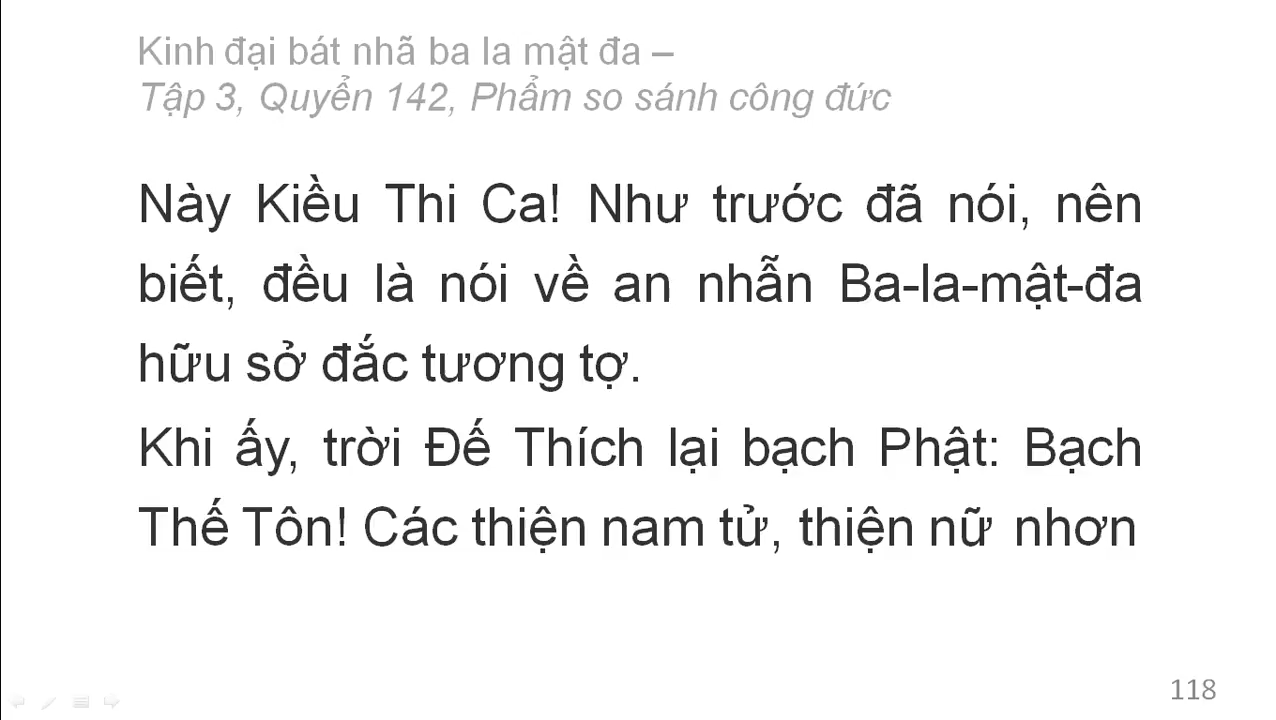 Kinh đại bát nhã ba la mật đa –
Tập 3, Quyển 142, Phẩm so sánh công đức
Này Kiều Thi Ca! Như trước đã nói, nên
biết, đều là nói về an nhẫn Ba-la-mật-đa
hữu sở đắc tương tợ.
Khi ấy, trời Đế Thích lại bạch Phật: Bạch
Thế Tôn! Các thiện nam tử, thiện nữ nhơn
118